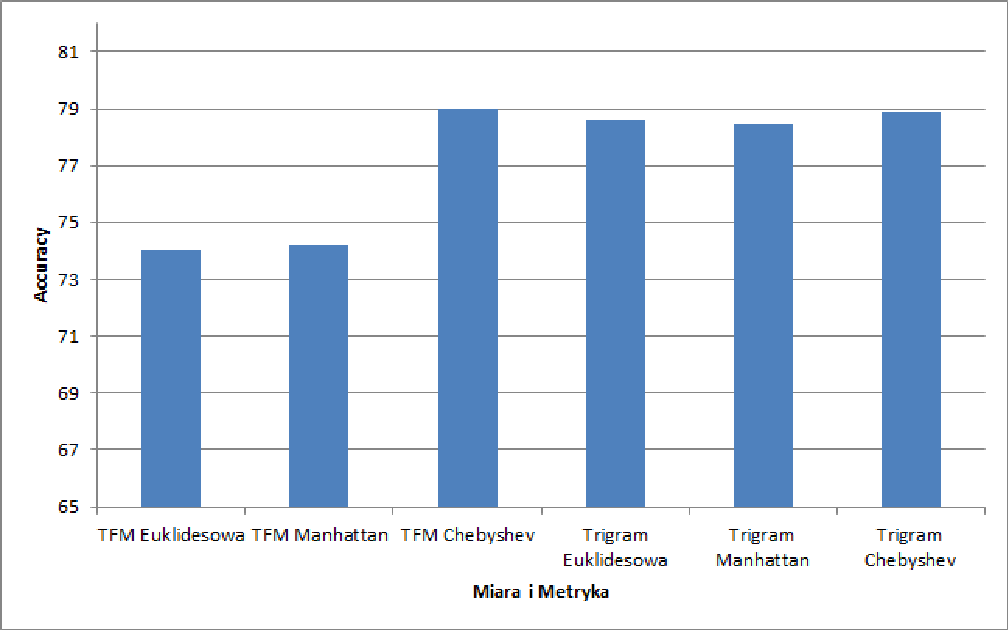 81
79
77
75
73
71
69
67
65
Accuracy
TFM Euklidesowa TFM Manhattan TFM Chebyshev Trigram Trigram Trigram
Euklidesowa Manhattan Chebyshev
Miara i Metryka